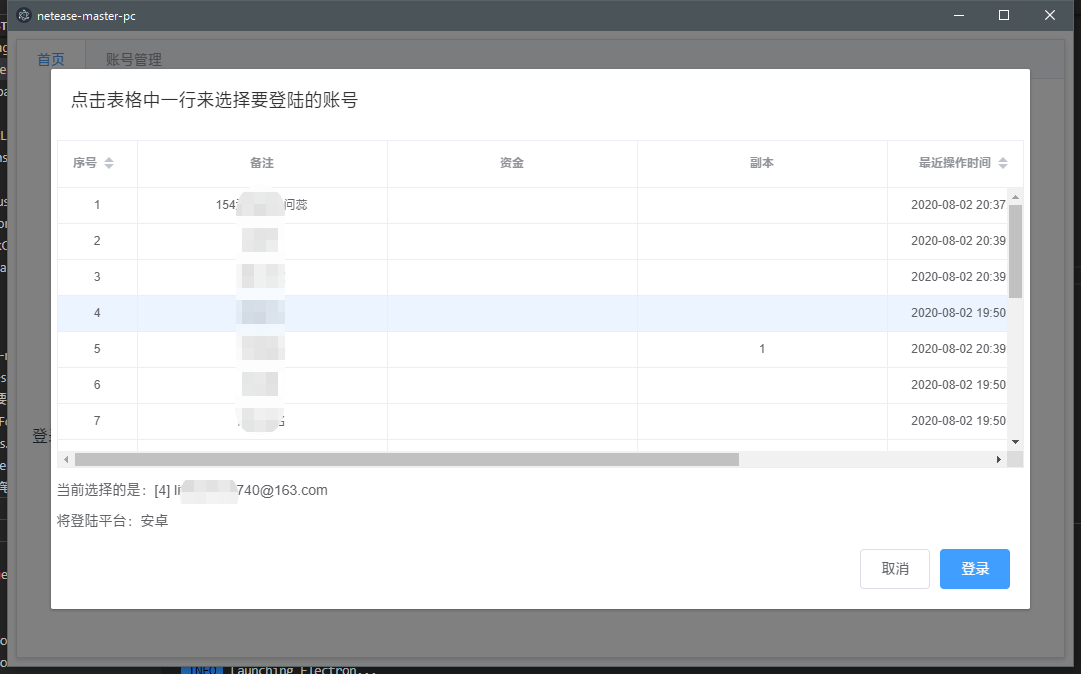 netease-master-pc
首页 账号管理
点击表格中一行来选择要登陆的账号
序号 备注 资金 副本 最近操作时间
1 154 问蕊 2020-08-02 20:37
2 2020-08-02 20:39
3 2020-08-02 20:39
4 2020-08-02 19:50
5 1 2020-08-02 20:39
6 2020-08-02 19:50
7 2020-08-02 19:50
当前选择的是：[4] li 740@163.com
将登陆平台：安卓
取消 登录
INFO Launching Electron...